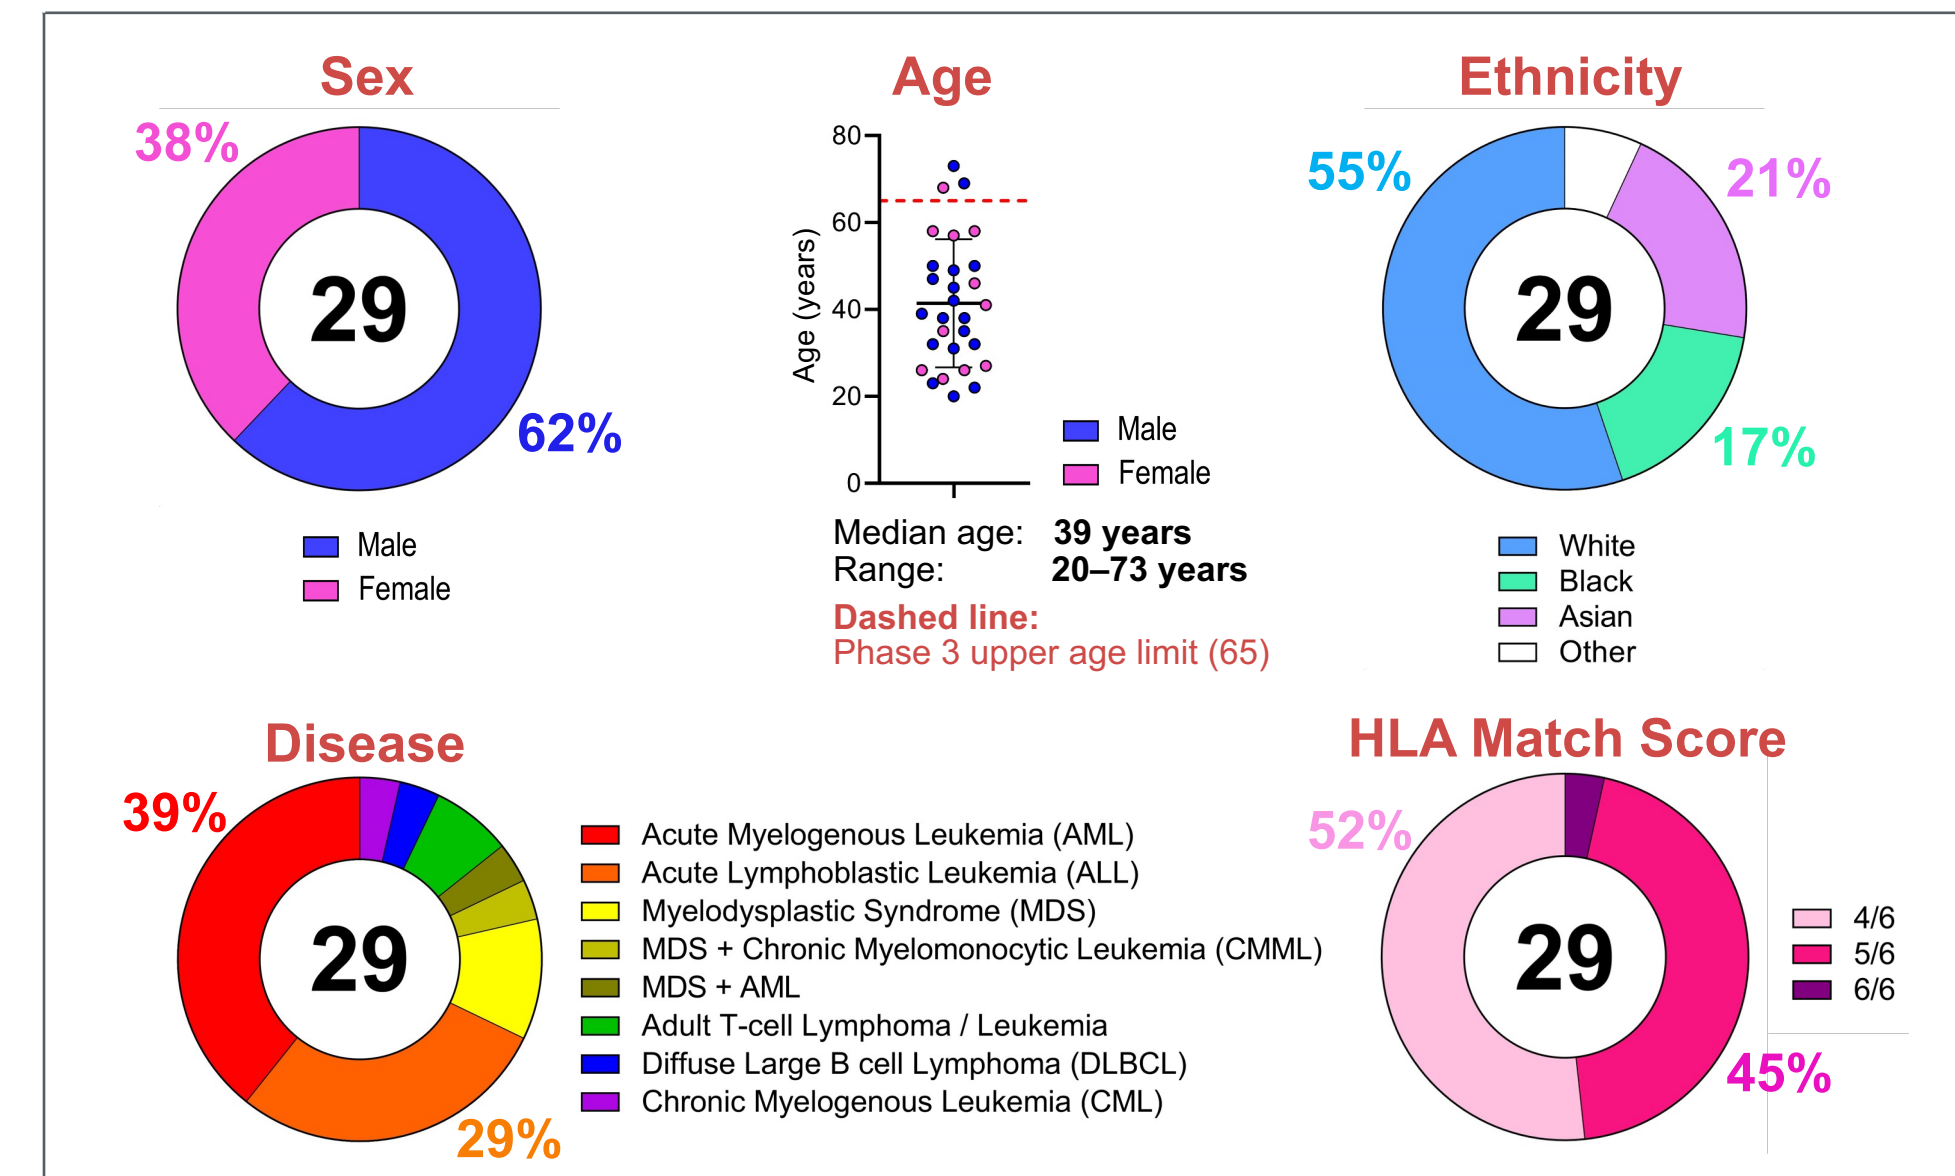 Sex
38%
29
62%
Male
Female
Age
80
60
40
20
0
Age (years)
Male
Female
Median age: 39 years
Range: 20–73 years
Dashed line:
Phase 3 upper age limit (65)
Ethnicity
55%
21%
29
17%
White
Black
Asian
Other
Disease
39%
29
29%
Acute Myelogenous Leukemia (AML)
Acute Lymphoblastic Leukemia (ALL)
Myelodysplastic Syndrome (MDS)
MDS + Chronic Myelomonocytic Leukemia (CMML)
MDS + AML
Adult T-cell Lymphoma / Leukemia
Diffuse Large B cell Lymphoma (DLBCL)
Chronic Myelogenous Leukemia (CML)
HLA Match Score
52%
29
45%
4/6
5/6
6/6